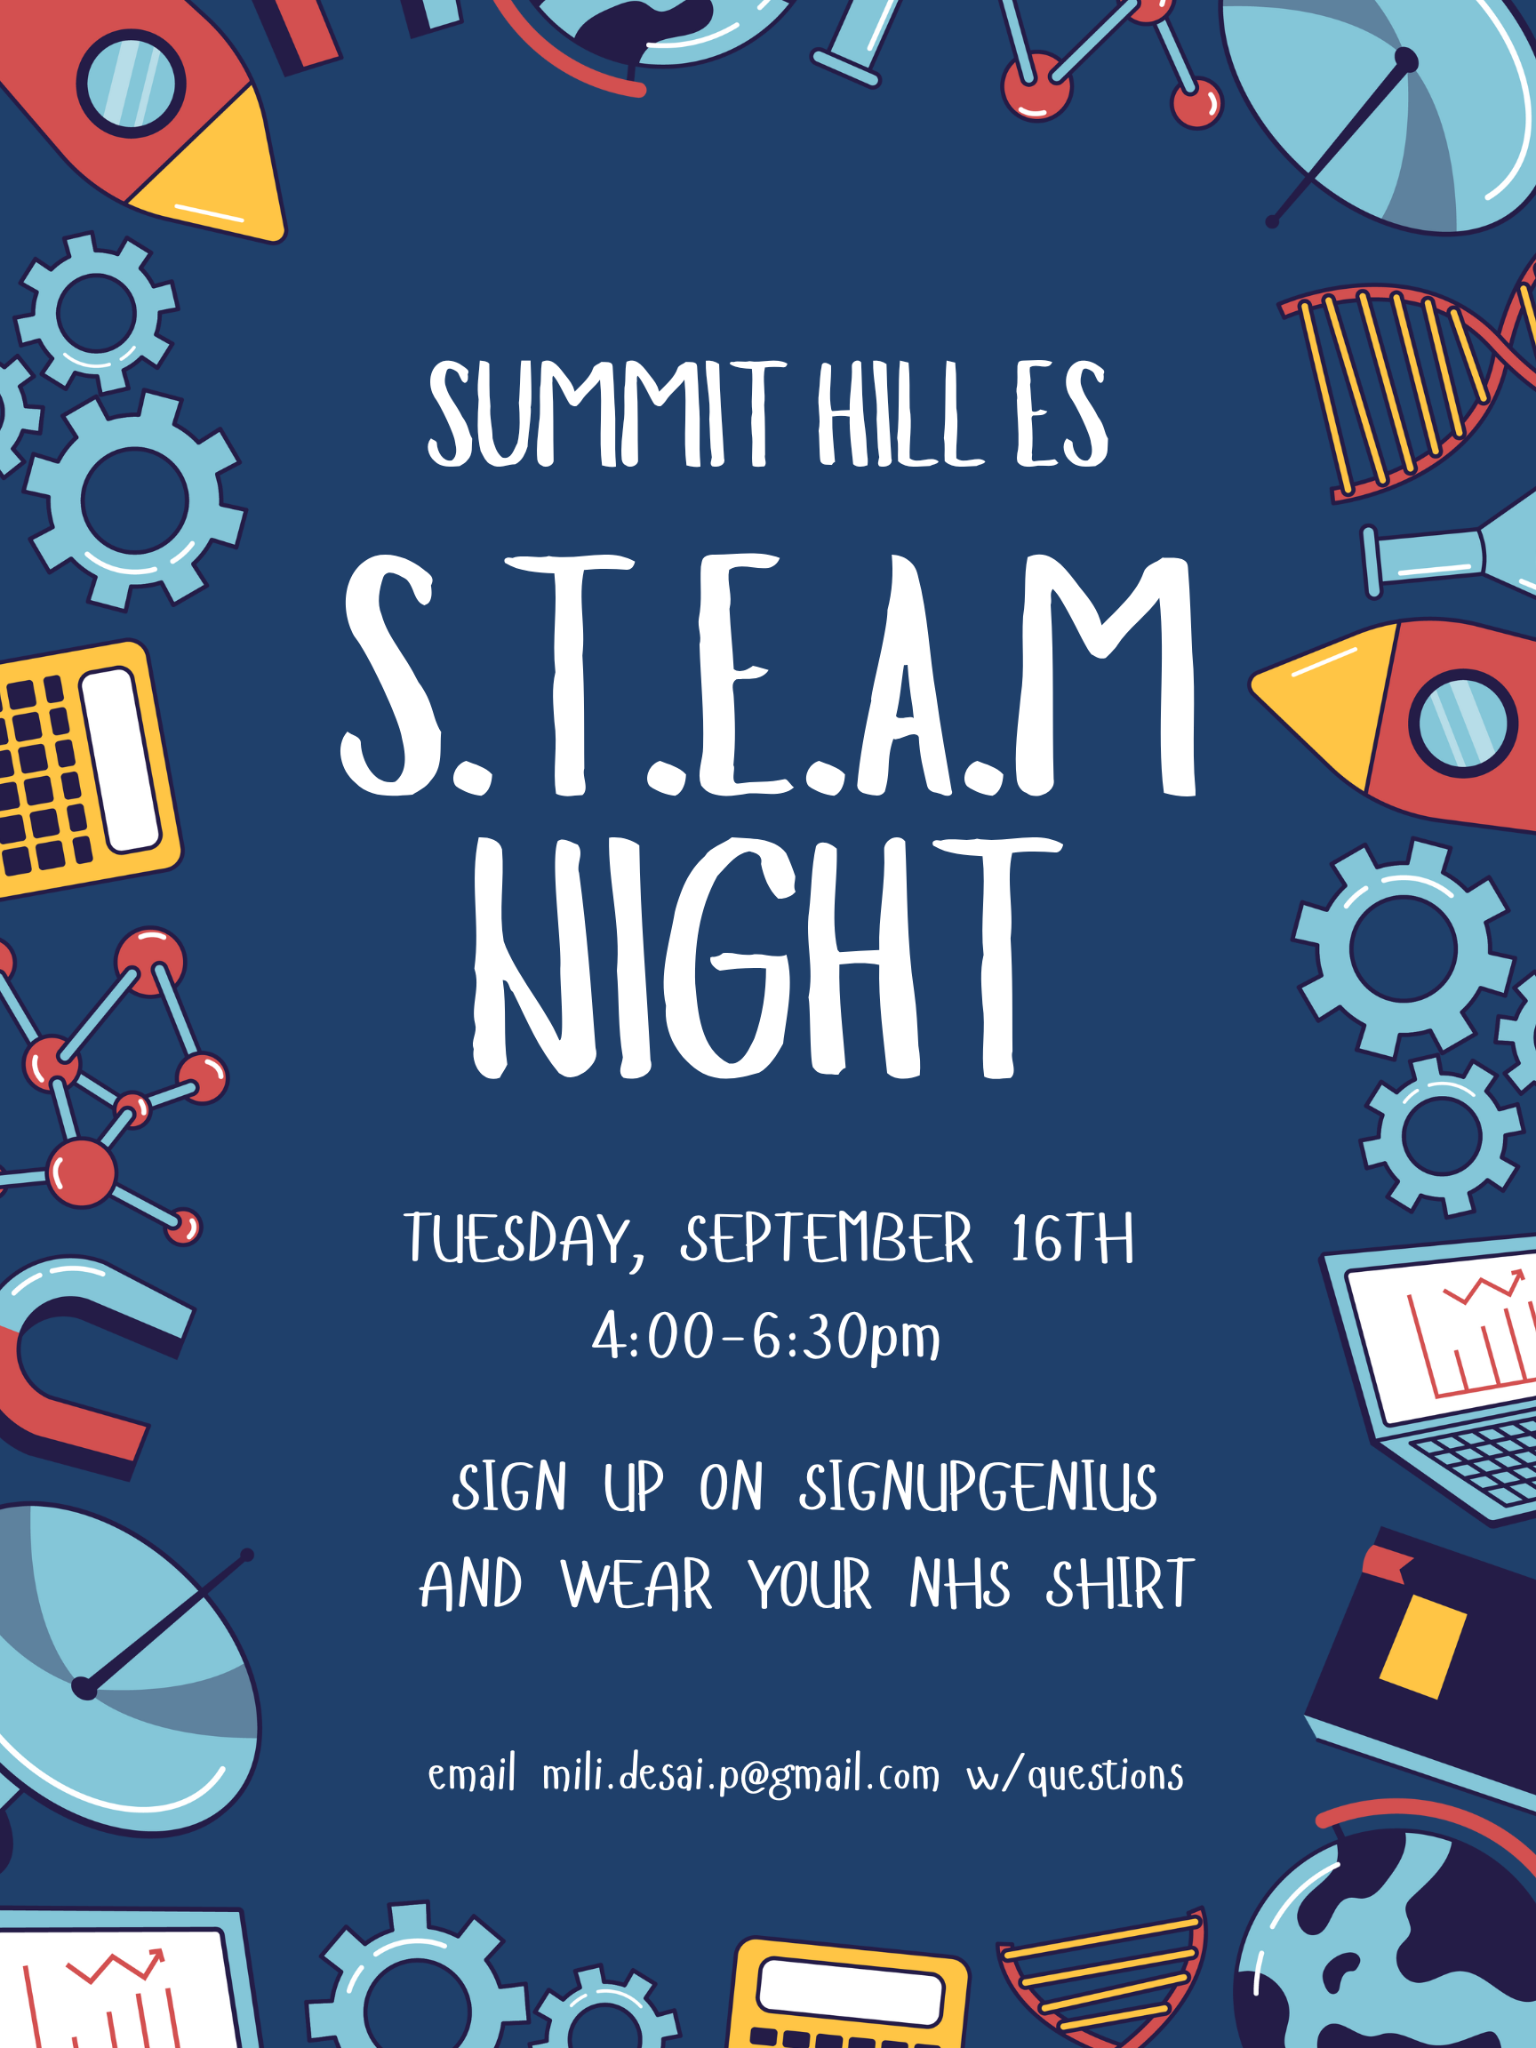 SUMMIT HILL ES
S.T.E.A.M
NIGHT
TUESDAY, SEPTEMBER 16TH
4:00-6:30pm
SIGN UP ON SIGNUPGENIUS
AND WEAR YOUR NHS SHIRT
email mili.desai.p@gmail.com w/questions